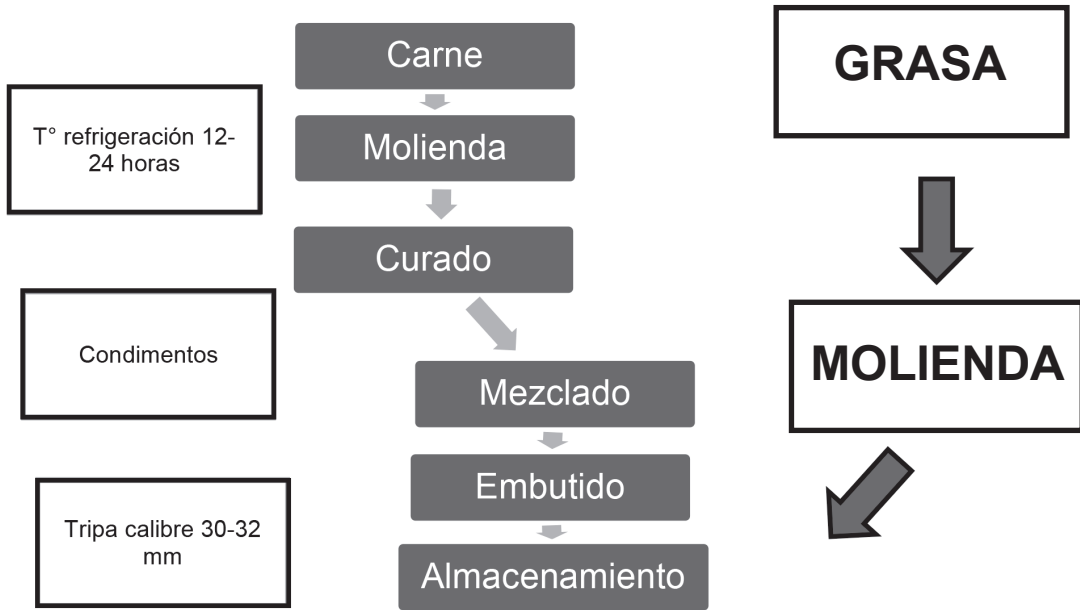 Carne
Molienda
Curado
Mezclado
Embutido
Almacenamiento
T° refrigeración 12-
24 horas
Condimentos
Tripa calibre 30-32
mm
GRASA
MOLIENDA